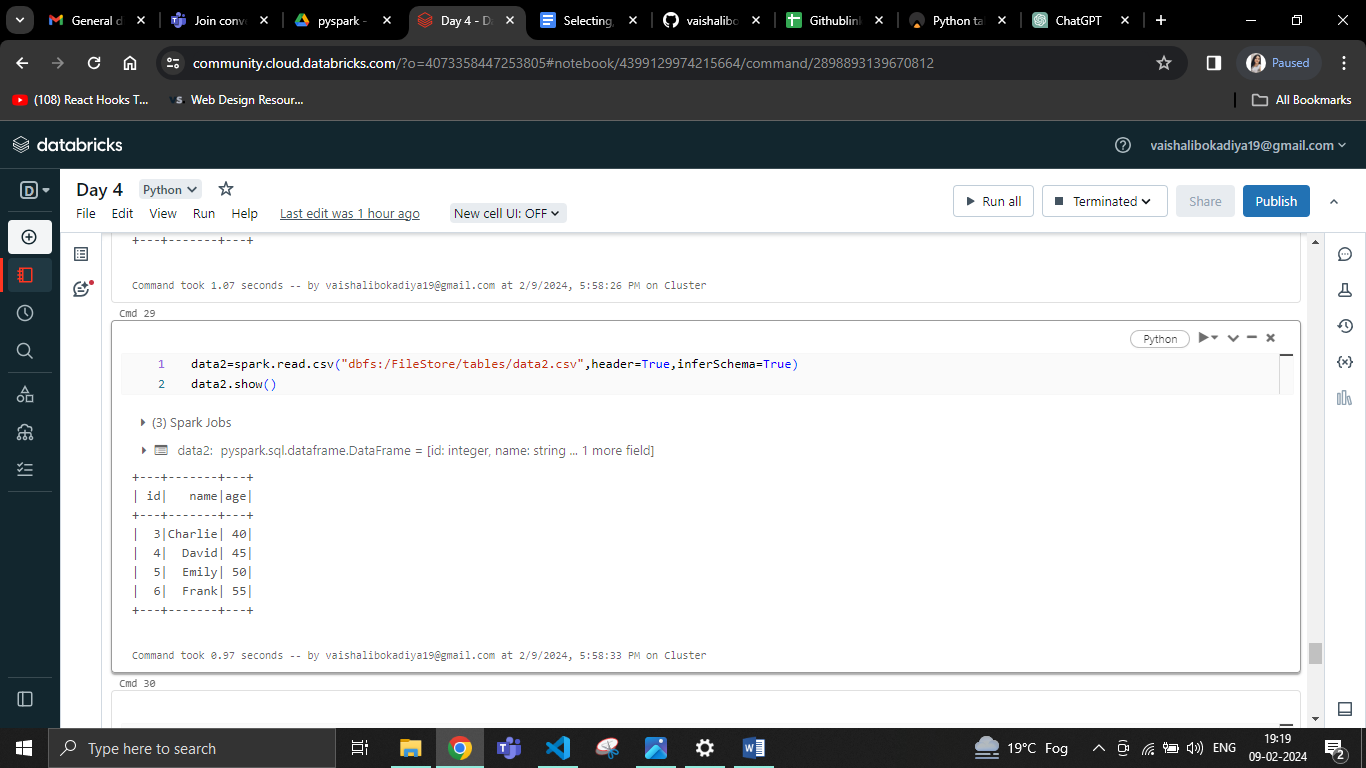 General d
Join conv
pyspark -
Day 4 - Da
Selecting,
vaishalibo
Githublink
Python ta
ChatGPT
community.cloud.databricks.com/?o=4073358447253805#notebook/4399129974215664/command/2898893139670812
Paused
(108) React Hooks T...
vs. Web Design Resour...
All Bookmarks
databricks
vaishalibokadiya19@gmail.com
D
Day 4 Python
Run all
Terminated
Share
Publish
File Edit View Run Help Last edit was 1 hour ago New cell UI: OFF
+---+-------+---+
Command took 1.07 seconds -- by vaishalibokadiya19@gmail.com at 2/9/2024, 5:58:26 PM on Cluster
Cmd 29
Python
1 data2=spark.read.csv("dbfs:/FileStore/tables/data2.csv",header=True,inferSchema=True)
2 data2.show()
(3) Spark Jobs
data2: pyspark.sql.dataframe.DataFrame = [id: integer, name: string ... 1 more field]
+---+-------+---+
| id|   name|age|
+---+-------+---+
|  3|Charlie| 40|
|  4|  David| 45|
|  5|  Emily| 50|
|  6|  Frank| 55|
+---+-------+---+
Command took 0.97 seconds -- by vaishalibokadiya19@gmail.com at 2/9/2024, 5:58:33 PM on Cluster
Cmd 30
Type here to search
19°C Fog
ENG
19:19
09-02-2024
2